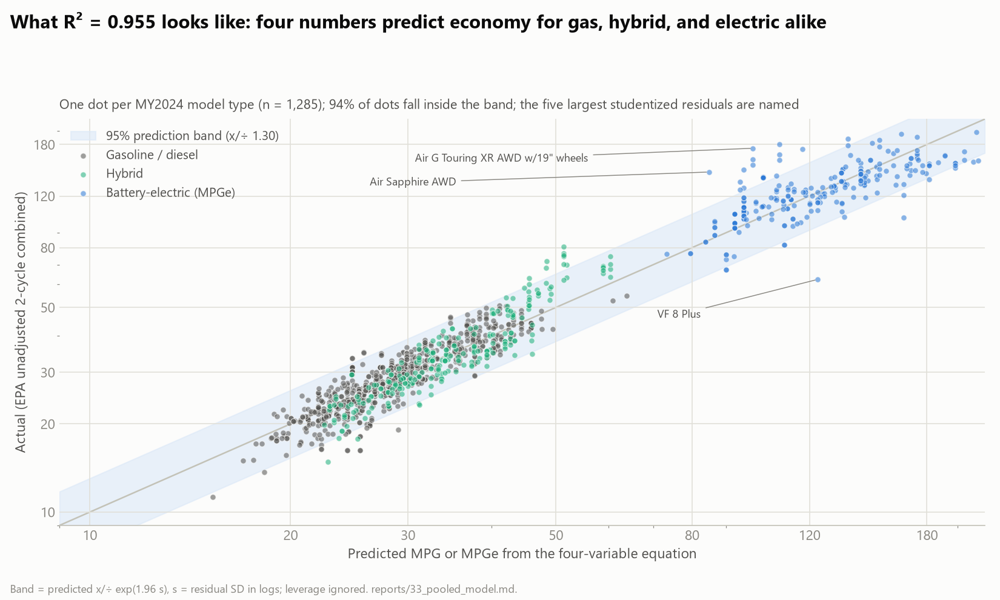 What R² = 0.955 looks like: four numbers predict economy for gas, hybrid, and electric alike
One dot per MY2024 model type (n = 1,285); 94% of dots fall inside the band; the five largest studentized residuals are named
95% prediction band (x/÷ 1.30)
Gasoline / diesel
Hybrid
Battery-electric (MPGe)
Air G Touring XR AWD w/19" wheels
Air Sapphire AWD
VF 8 Plus
Actual (EPA unadjusted 2-cycle combined)
180
120
80
50
30
20
10
10 20 30 50 80 120 180
Predicted MPG or MPGe from the four-variable equation
Band = predicted x/÷ exp(1.96 s), s = residual SD in logs; leverage ignored. reports/33_pooled_model.md.